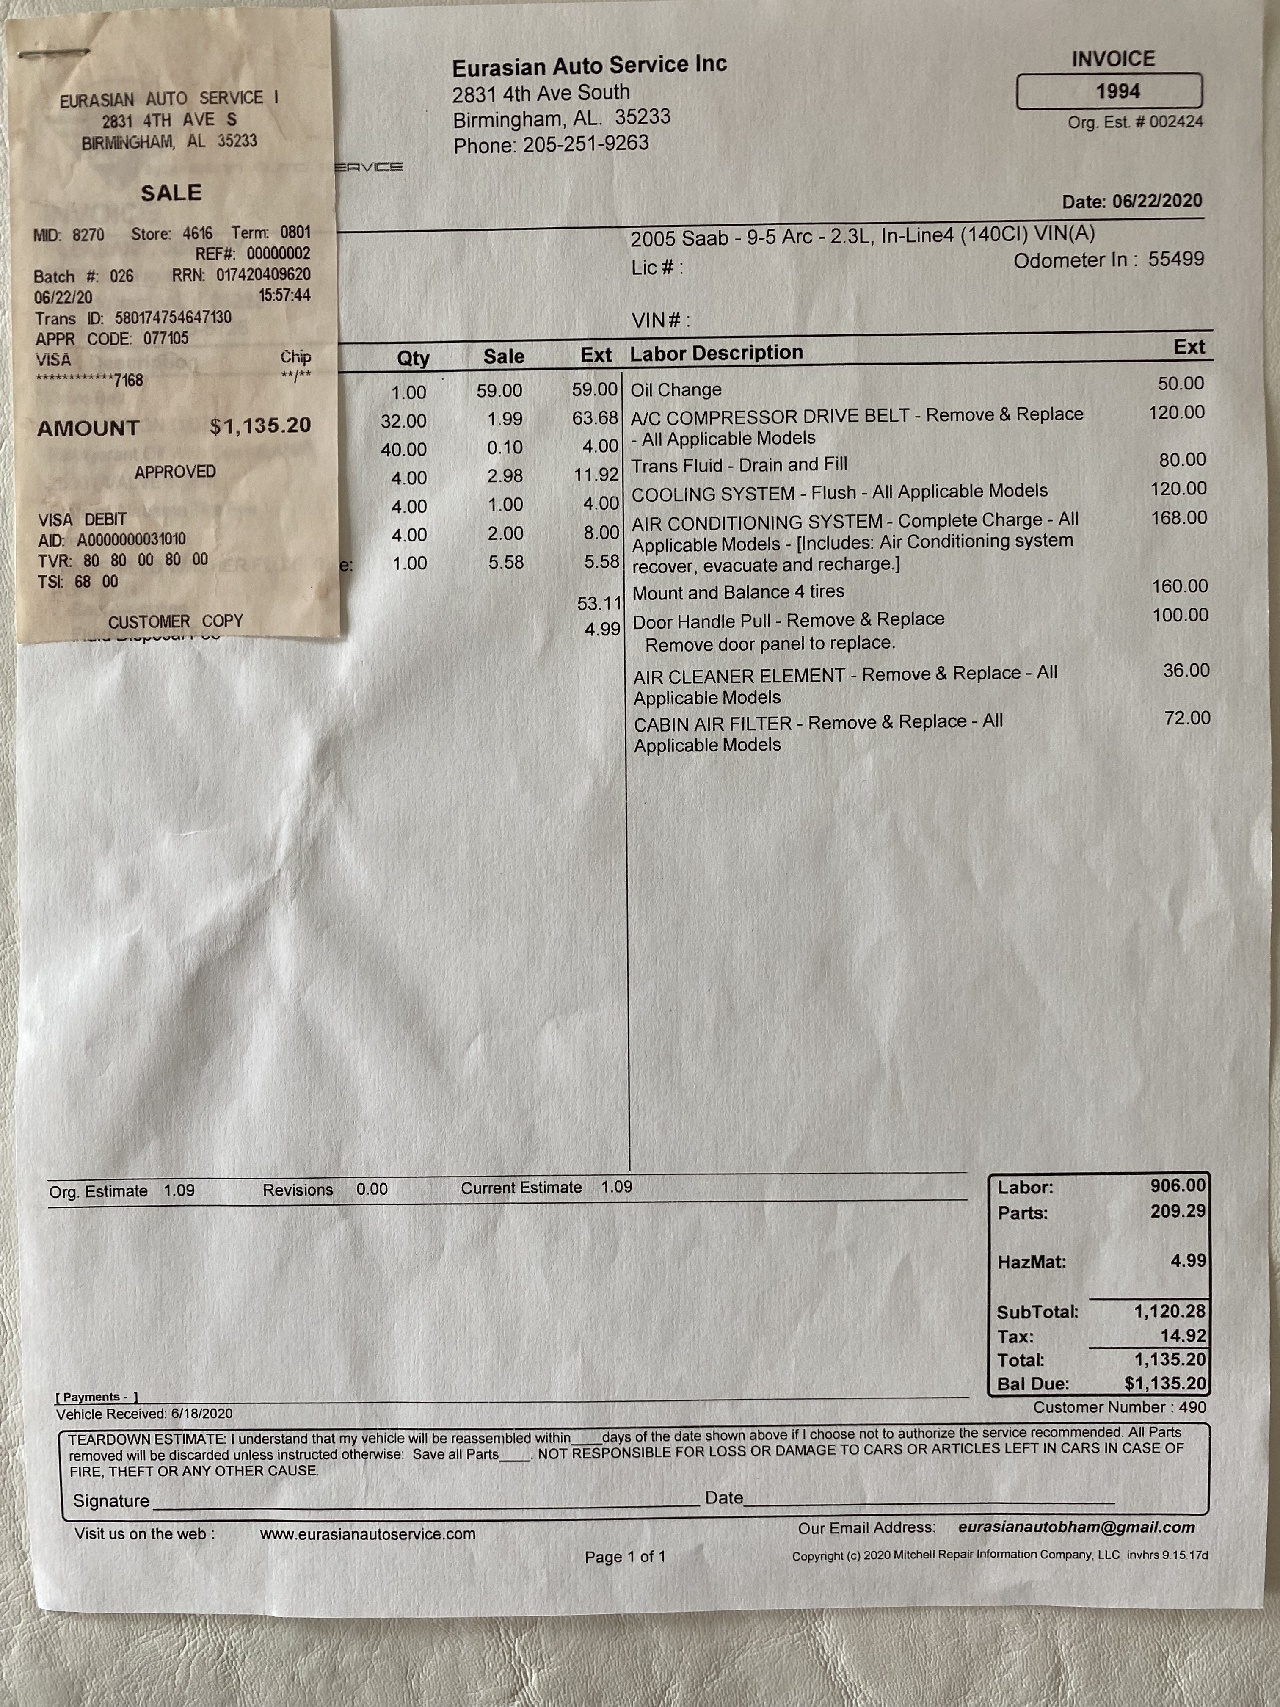 EURASIAN AUTO SERVICE I
2831 4TH AVE S
BIRMINGHAM, AL 35233
SALE
MID: 8270 Store: 4616 Term: 0801
REF#: 00000002
Batch #: 026 RRN: 017420409620
06/22/20 15:57:44
Trans ID: 580174754647130
APPR CODE: 077105
VISA Chip
************7168 **/**
AMOUNT $1,135.20
APPROVED
VISA DEBIT
AID: A0000000031010
TVR: 80 80 00 80 00
TSI: 68 00
CUSTOMER COPY
Eurasian Auto Service Inc
2831 4th Ave South
Birmingham, AL. 35233
Phone: 205-251-9263
INVOICE
1994
Org. Est. # 002424
Date: 06/22/2020
2005 Saab - 9-5 Arc - 2.3L, In-Line4 (140CI) VIN(A)
Lic # : Odometer In : 55499
VIN # :
Qty Sale Ext
1.00 59.00 59.00
32.00 1.99 63.68
40.00 0.10 4.00
4.00 2.98 11.92
4.00 1.00 4.00
4.00 2.00 8.00
e: 1.00 5.58 5.58
53.11
4.99
Labor Description Ext
Oil Change 50.00
A/C COMPRESSOR DRIVE BELT - Remove & Replace 120.00
- All Applicable Models
Trans Fluid - Drain and Fill 80.00
COOLING SYSTEM - Flush - All Applicable Models 120.00
AIR CONDITIONING SYSTEM - Complete Charge - All 168.00
Applicable Models - [Includes: Air Conditioning system
recover, evacuate and recharge.]
Mount and Balance 4 tires 160.00
Door Handle Pull - Remove & Replace 100.00
Remove door panel to replace.
AIR CLEANER ELEMENT - Remove & Replace - All 36.00
Applicable Models
CABIN AIR FILTER - Remove & Replace - All 72.00
Applicable Models
Org. Estimate 1.09 Revisions 0.00 Current Estimate 1.09
Labor: 906.00
Parts: 209.29
HazMat: 4.99
SubTotal: 1,120.28
Tax: 14.92
Total: 1,135.20
Bal Due: $1,135.20
[ Payments - ]
Vehicle Received: 6/18/2020
Customer Number : 490
TEARDOWN ESTIMATE: I understand that my vehicle will be reassembled within____days of the date shown above if I choose not to authorize the service recommended. All Parts
removed will be discarded unless instructed otherwise: Save all Parts____. NOT RESPONSIBLE FOR LOSS OR DAMAGE TO CARS OR ARTICLES LEFT IN CARS IN CASE OF
FIRE, THEFT OR ANY OTHER CAUSE.
Signature Date
Visit us on the web : www.eurasianautoservice.com Our Email Address: eurasianautobham@gmail.com
Page 1 of 1 Copyright (c) 2020 Mitchell Repair Information Company, LLC invhrs 9.15.17d